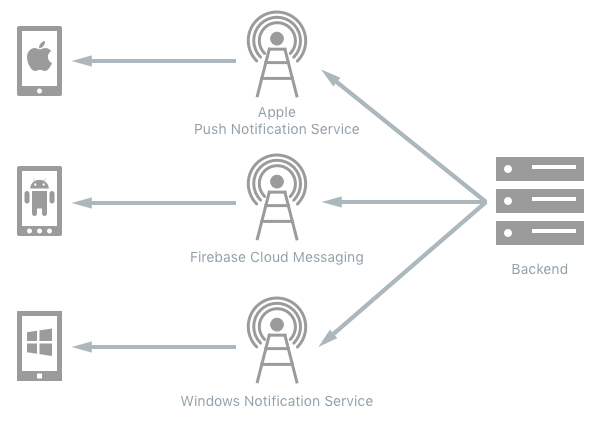 Apple
Push Notification Service
Firebase Cloud Messaging
Backend
Windows Notification Service